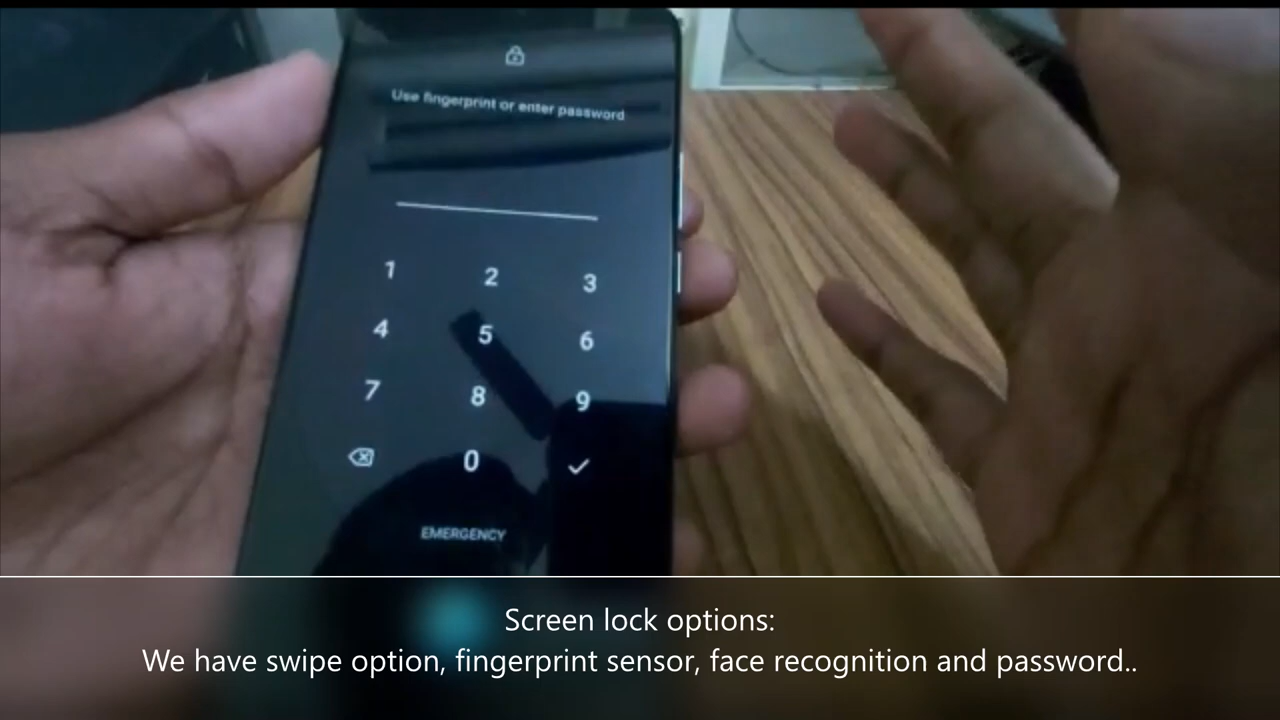 Use fingerprint or enter password
1 2 3
4 5 6
7 8 9
0
EMERGENCY
Screen lock options:
We have swipe option, fingerprint sensor, face recognition and password..